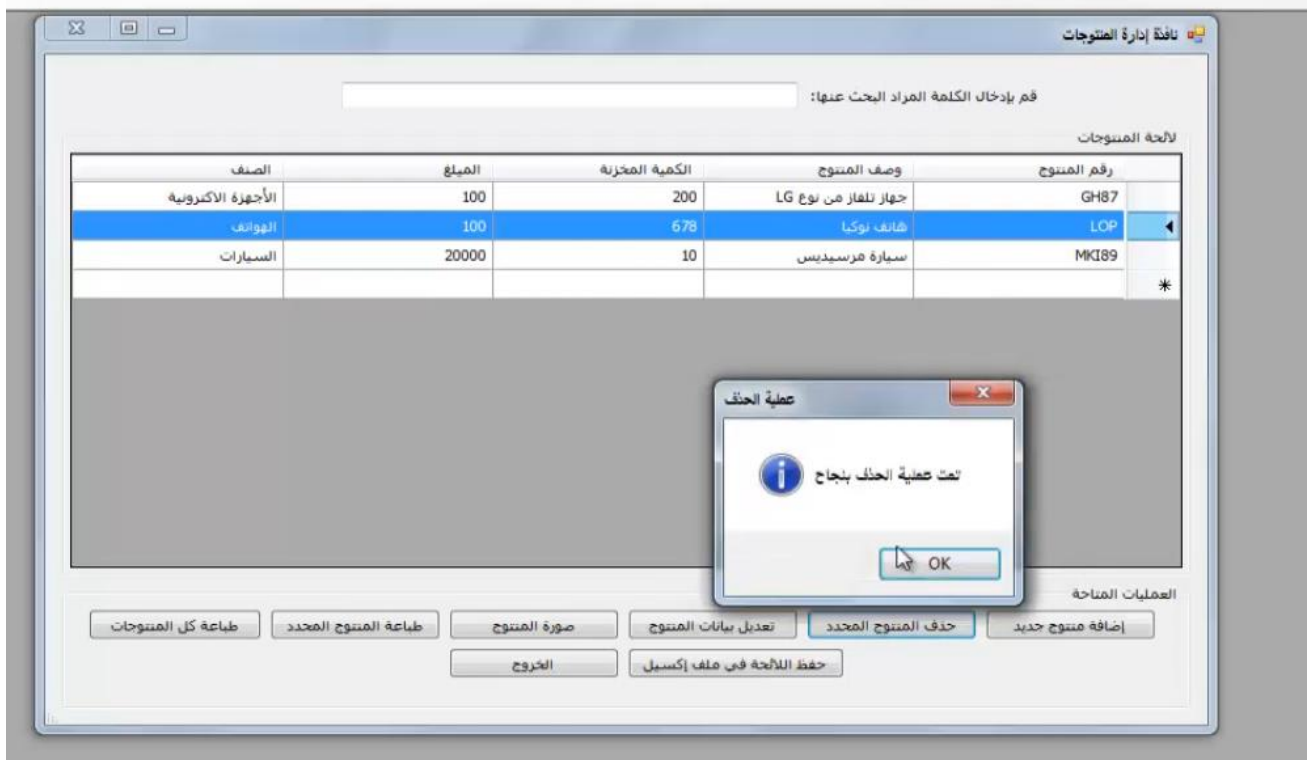 نافذة إدارة المنتوجات
قم بإدخال الكلمة المراد البحث عنها:
لائحة المنتوجات
رقم المنتوج وصف المنتوج الكمية المخزنة المبلغ الصنف
GH87 جهاز تلفاز من نوع LG 200 100 الأجهزة الاكترونية
LOP هاتف نوكيا 678 100 الهواتف
MKI89 سيارة مرسيديس 10 20000 السيارات
عملية الحذف
تمت عملية الحذف بنجاح
OK
العمليات المتاحة
إضافة منتوج جديد حذف المنتوج المحدد تعديل بيانات المنتوج صورة المنتوج طباعة المنتوج المحدد طباعة كل المنتوجات
حفظ اللائحة في ملف إكسيل الخروج